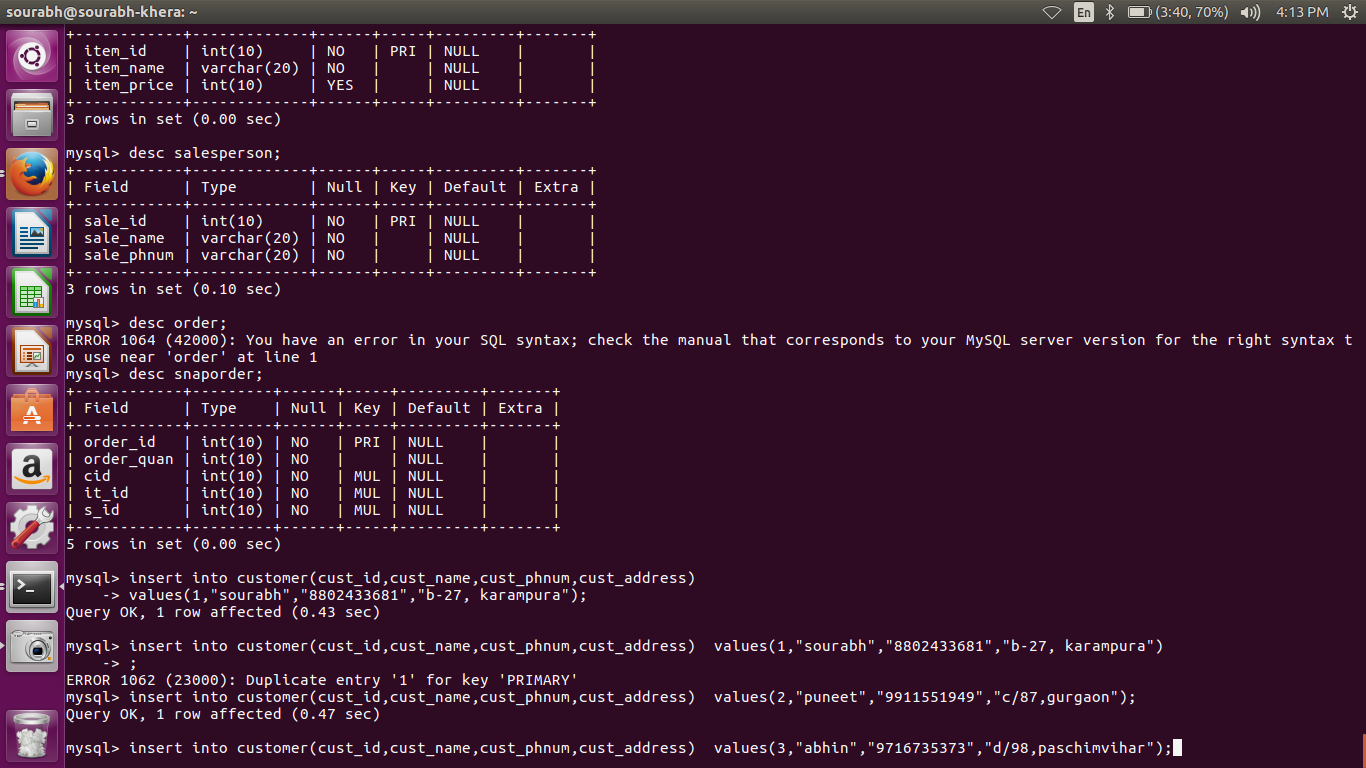 sourabh@sourabh-khera: ~
En
(3:40, 70%)
4:13 PM
+------------+-------------+------+-----+---------+-------+
| item_id    | int(10)     | NO   | PRI | NULL    |       |
| item_name  | varchar(20) | NO   |     | NULL    |       |
| item_price | int(10)     | YES  |     | NULL    |       |
+------------+-------------+------+-----+---------+-------+
3 rows in set (0.00 sec)
mysql> desc salesperson;
+------------+-------------+------+-----+---------+-------+
| Field      | Type        | Null | Key | Default | Extra |
+------------+-------------+------+-----+---------+-------+
| sale_id    | int(10)     | NO   | PRI | NULL    |       |
| sale_name  | varchar(20) | NO   |     | NULL    |       |
| sale_phnum | varchar(20) | NO   |     | NULL    |       |
+------------+-------------+------+-----+---------+-------+
3 rows in set (0.10 sec)
mysql> desc order;
ERROR 1064 (42000): You have an error in your SQL syntax; check the manual that corresponds to your MySQL server version for the right syntax t
o use near 'order' at line 1
mysql> desc snaporder;
+------------+---------+------+-----+---------+-------+
| Field      | Type    | Null | Key | Default | Extra |
+------------+---------+------+-----+---------+-------+
| order_id   | int(10) | NO   | PRI | NULL    |       |
| order_quan | int(10) | NO   |     | NULL    |       |
| cid        | int(10) | NO   | MUL | NULL    |       |
| it_id      | int(10) | NO   | MUL | NULL    |       |
| s_id       | int(10) | NO   | MUL | NULL    |       |
+------------+---------+------+-----+---------+-------+
5 rows in set (0.00 sec)
mysql> insert into customer(cust_id,cust_name,cust_phnum,cust_address)
    -> values(1,"sourabh","8802433681","b-27, karampura");
Query OK, 1 row affected (0.43 sec)
mysql> insert into customer(cust_id,cust_name,cust_phnum,cust_address)  values(1,"sourabh","8802433681","b-27, karampura")
    -> ;
ERROR 1062 (23000): Duplicate entry '1' for key 'PRIMARY'
mysql> insert into customer(cust_id,cust_name,cust_phnum,cust_address)  values(2,"puneet","9911551949","c/87,gurgaon");
Query OK, 1 row affected (0.47 sec)
mysql> insert into customer(cust_id,cust_name,cust_phnum,cust_address)  values(3,"abhin","9716735373","d/98,paschimvihar");